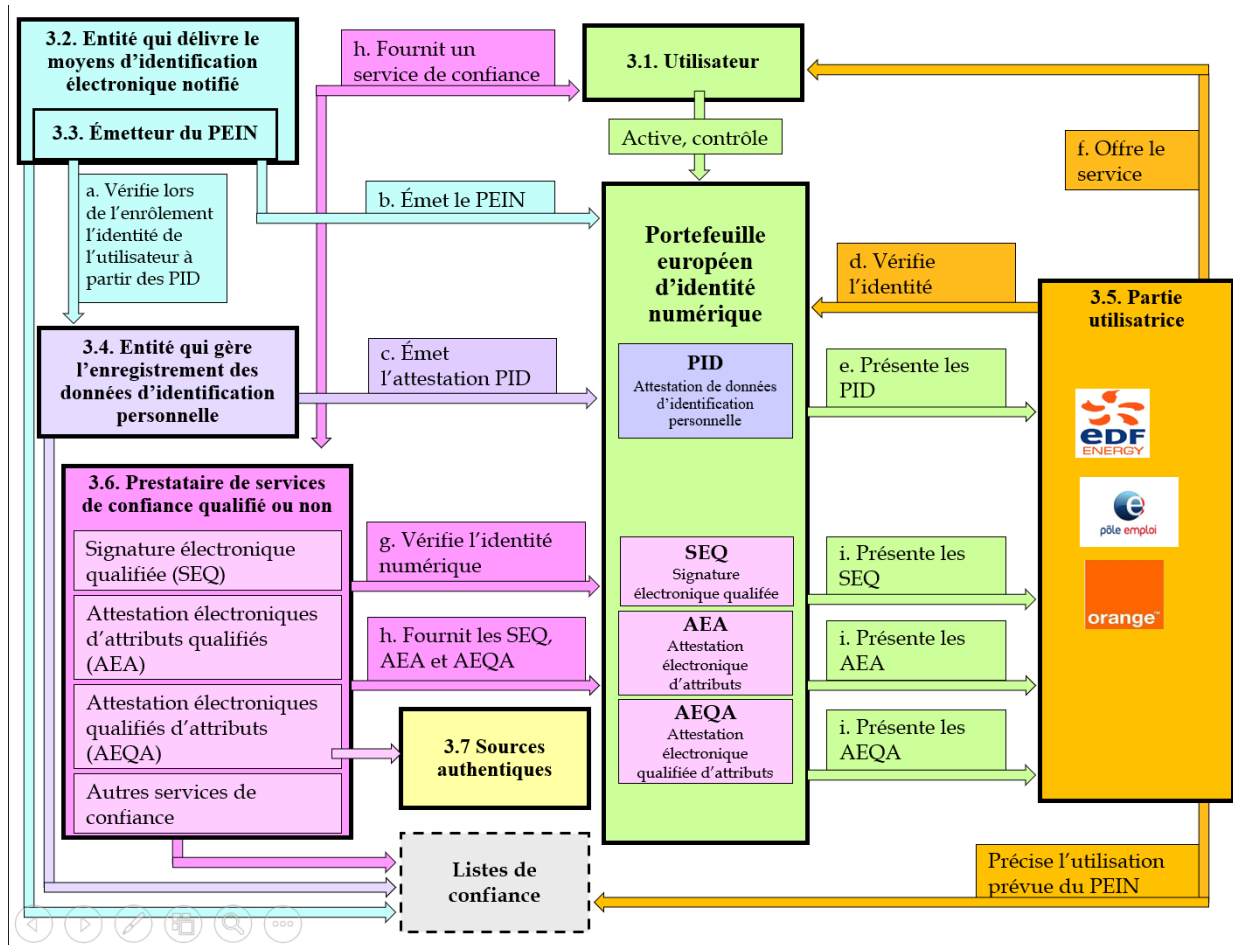 3.2. Entité qui délivre le
moyens d'identification
électronique notifié
3.3. Émetteur du PEIN
h. Fournit un
service de confiance
3.1. Utilisateur
Active, contrôle
f. Offre le
service
a. Vérifie lors
de l'enrôlement
l'identité de
l'utilisateur à
partir des PID
b. Émet le PEIN
Portefeuille
européen
d'identité
numérique
d. Vérifie
l'identité
3.5. Partie
utilisatrice
3.4. Entité qui gère
l'enregistrement des
données d'identification
personnelle
c. Émet
l'attestation PID
PID
Attestation de données
d'identification
personnelle
e. Présente les
PID
eDF
ENERGY
pôle emploi
orange™
3.6. Prestataire de services
de confiance qualifié ou non
Signature électronique
qualifiée (SEQ)
Attestation électroniques
d'attributs qualifiés
(AEA)
Attestation électroniques
qualifiés d'attributs
(AEQA)
Autres services de
confiance
g. Vérifie l'identité
numérique
h. Fournit les SEQ,
AEA et AEQA
SEQ
Signature
électronique qualifée
AEA
Attestation
électronique
d'attributs
AEQA
Attestation
électronique
qualifiée d'attributs
i. Présente les
SEQ
i. Présente les
AEA
i. Présente les
AEQA
3.7 Sources
authentiques
Listes de
confiance
Précise l'utilisation
prévue du PEIN